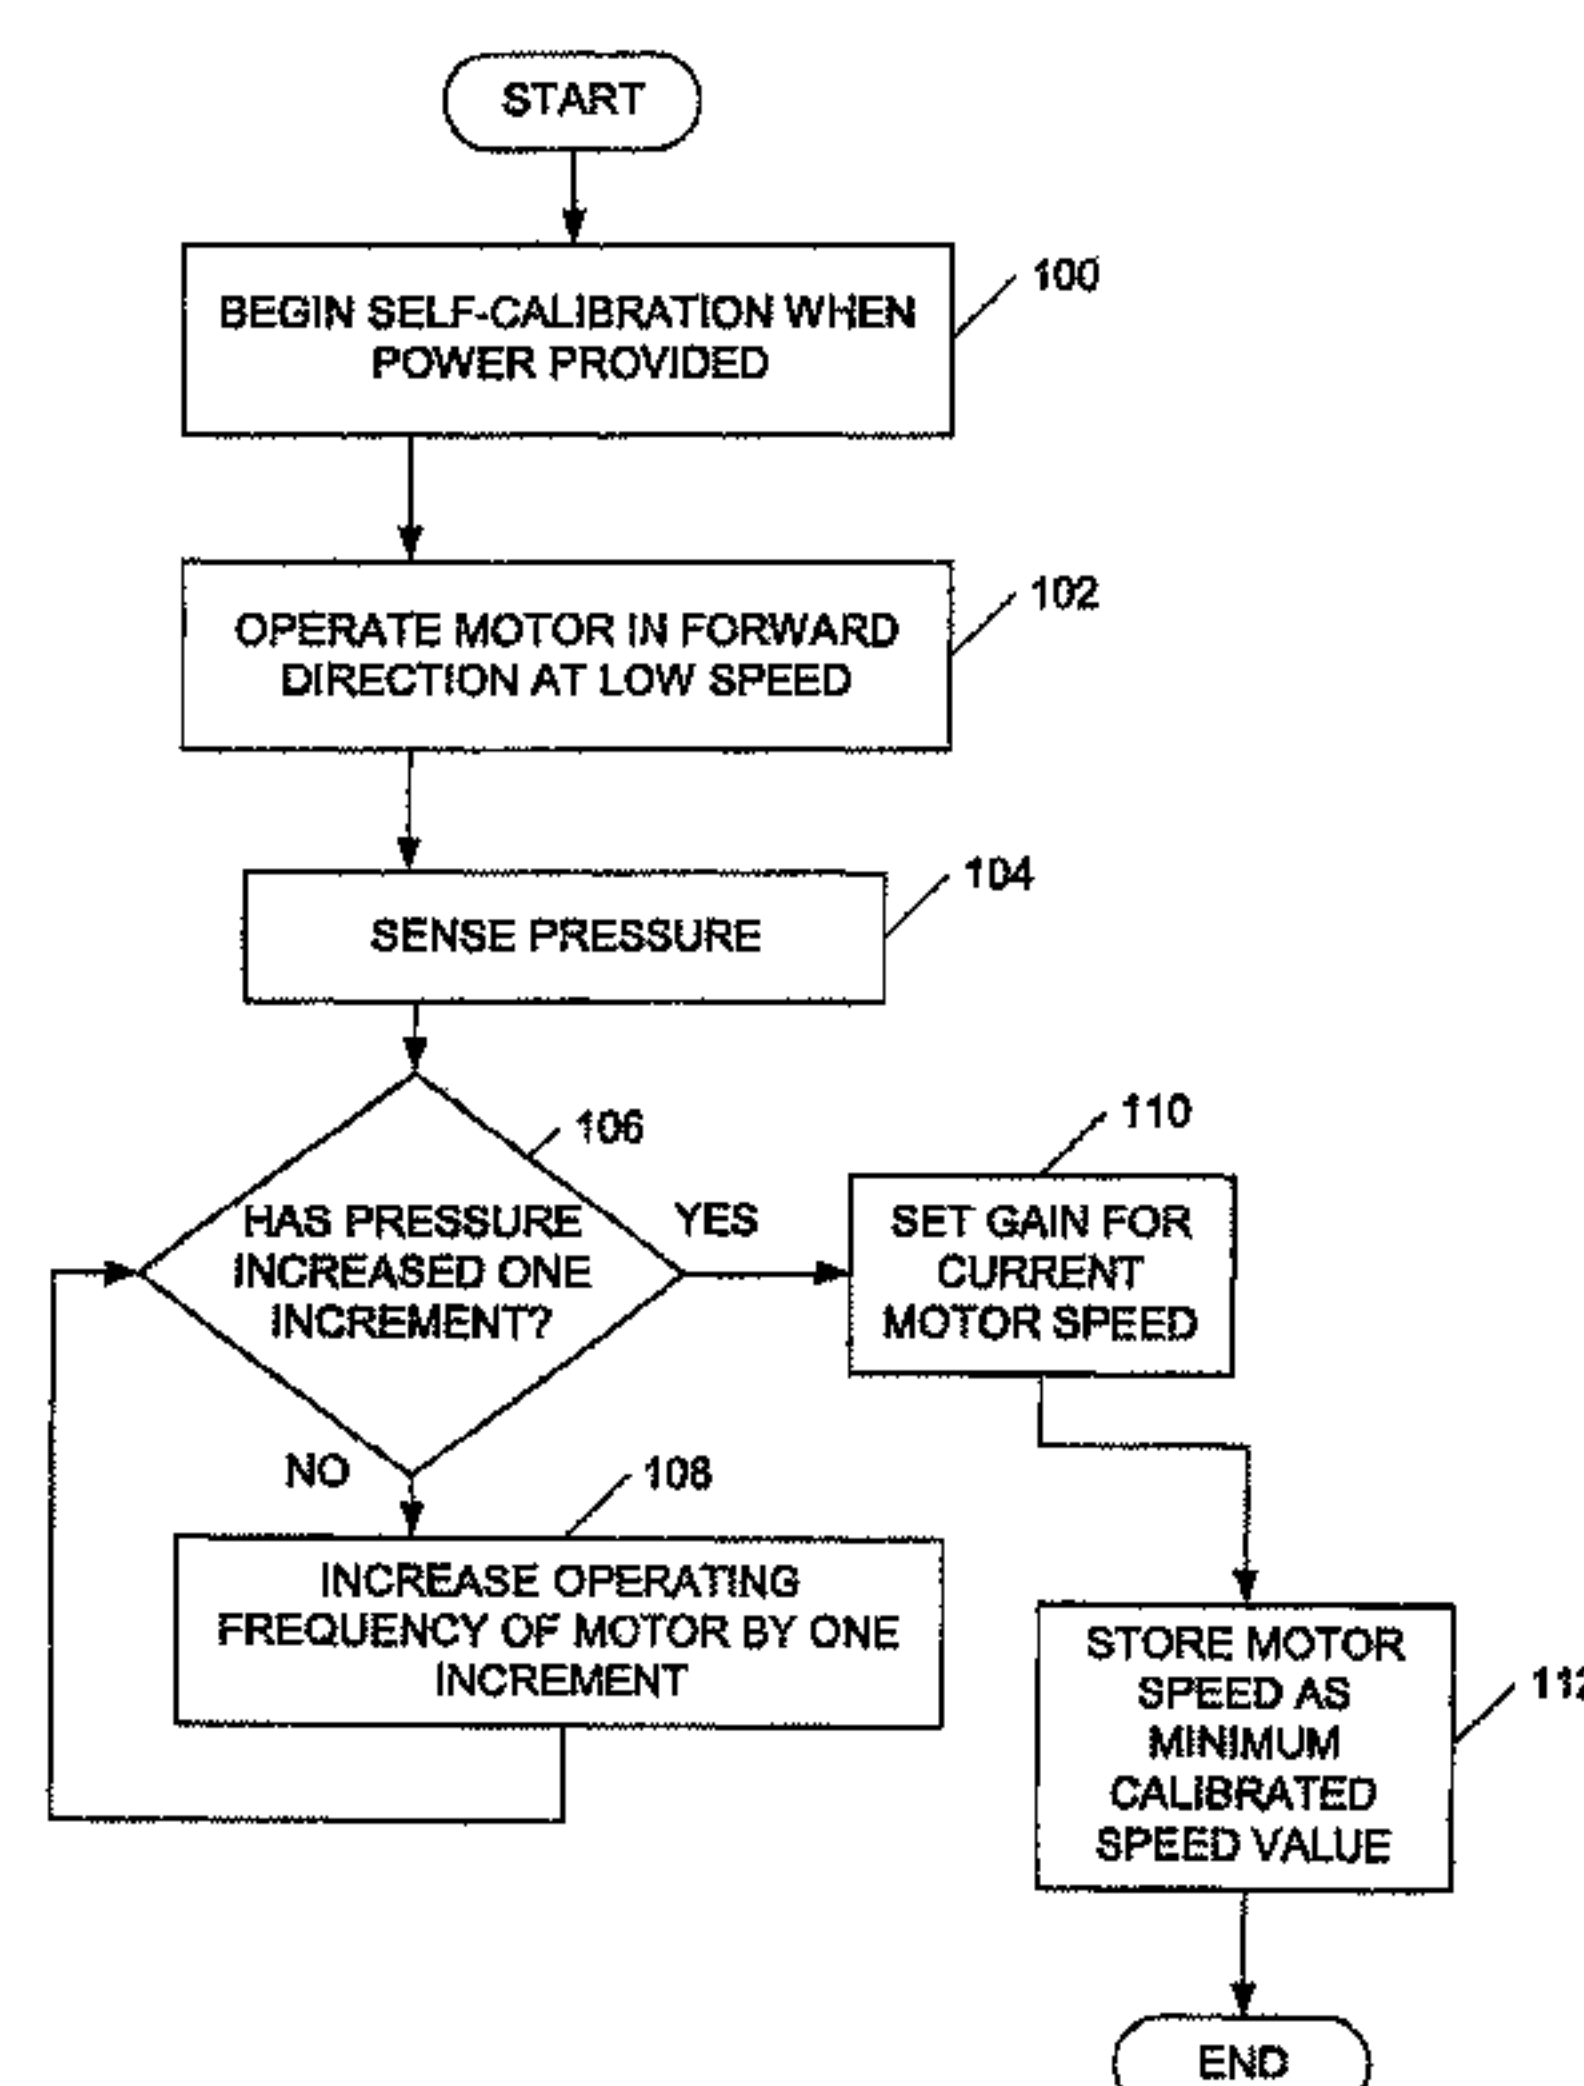 START
100
BEGIN SELF-CALIBRATION WHEN
POWER PROVIDED
102
OPERATE MOTOR IN FORWARD
DIRECTION AT LOW SPEED
104
SENSE PRESSURE
106
HAS PRESSURE
INCREASED ONE
INCREMENT?
YES
110
SET GAIN FOR
CURRENT
MOTOR SPEED
NO
108
INCREASE OPERATING
FREQUENCY OF MOTOR BY ONE
INCREMENT
112
STORE MOTOR
SPEED AS
MINIMUM
CALIBRATED
SPEED VALUE
END